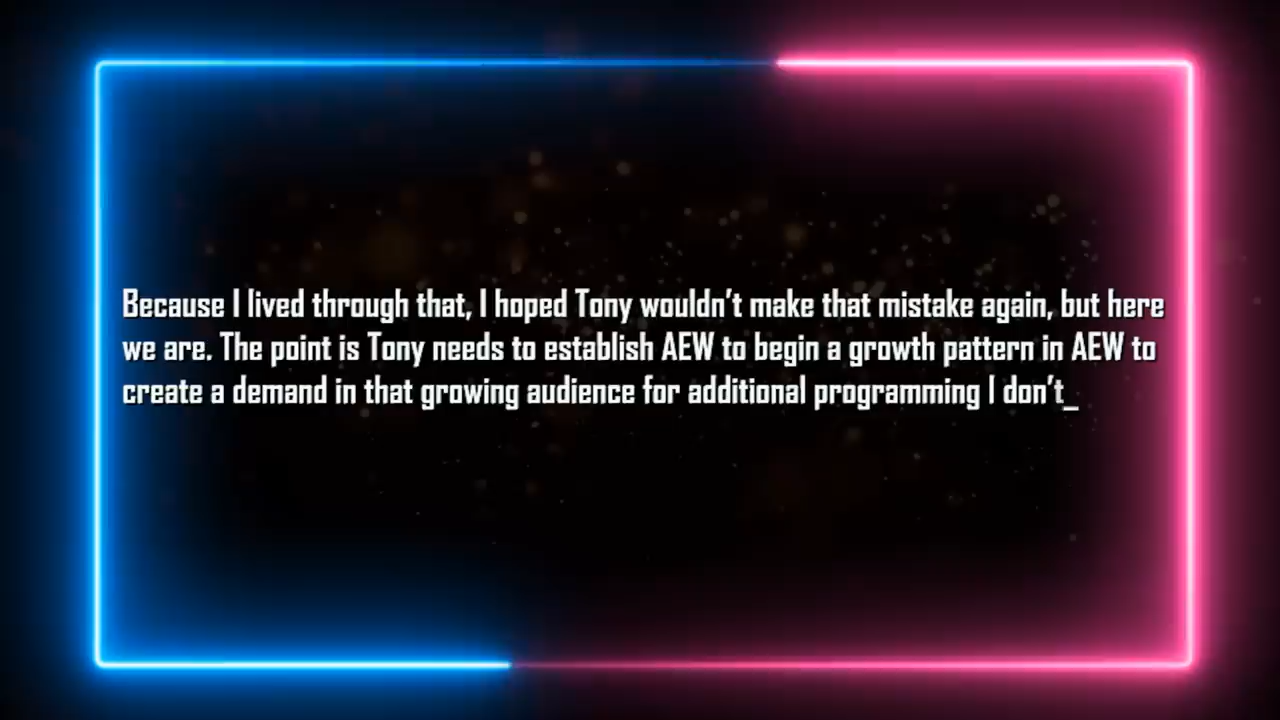 Because I lived through that, I hoped Tony wouldn't make that mistake again, but here
we are. The point is Tony needs to establish AEW to begin a growth pattern in AEW to
create a demand in that growing audience for additional programming I don't_